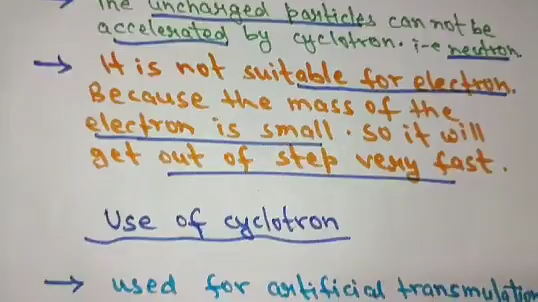 The uncharged particles can not be
accelerated by cyclotron. i-e neutron.
→ It is not suitable for electron.
Because the mass of the
electron is small. so it will
get out of step very fast.
Use of cyclotron
→ used for artificial transmulation